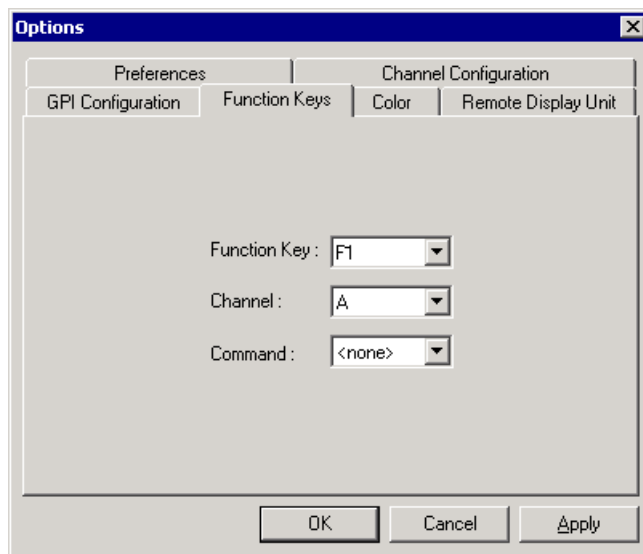 Options
Preferences Channel Configuration
GPI Configuration Function Keys Color Remote Display Unit
Function Key : F1
Channel : A
Command : <none>
OK Cancel Apply